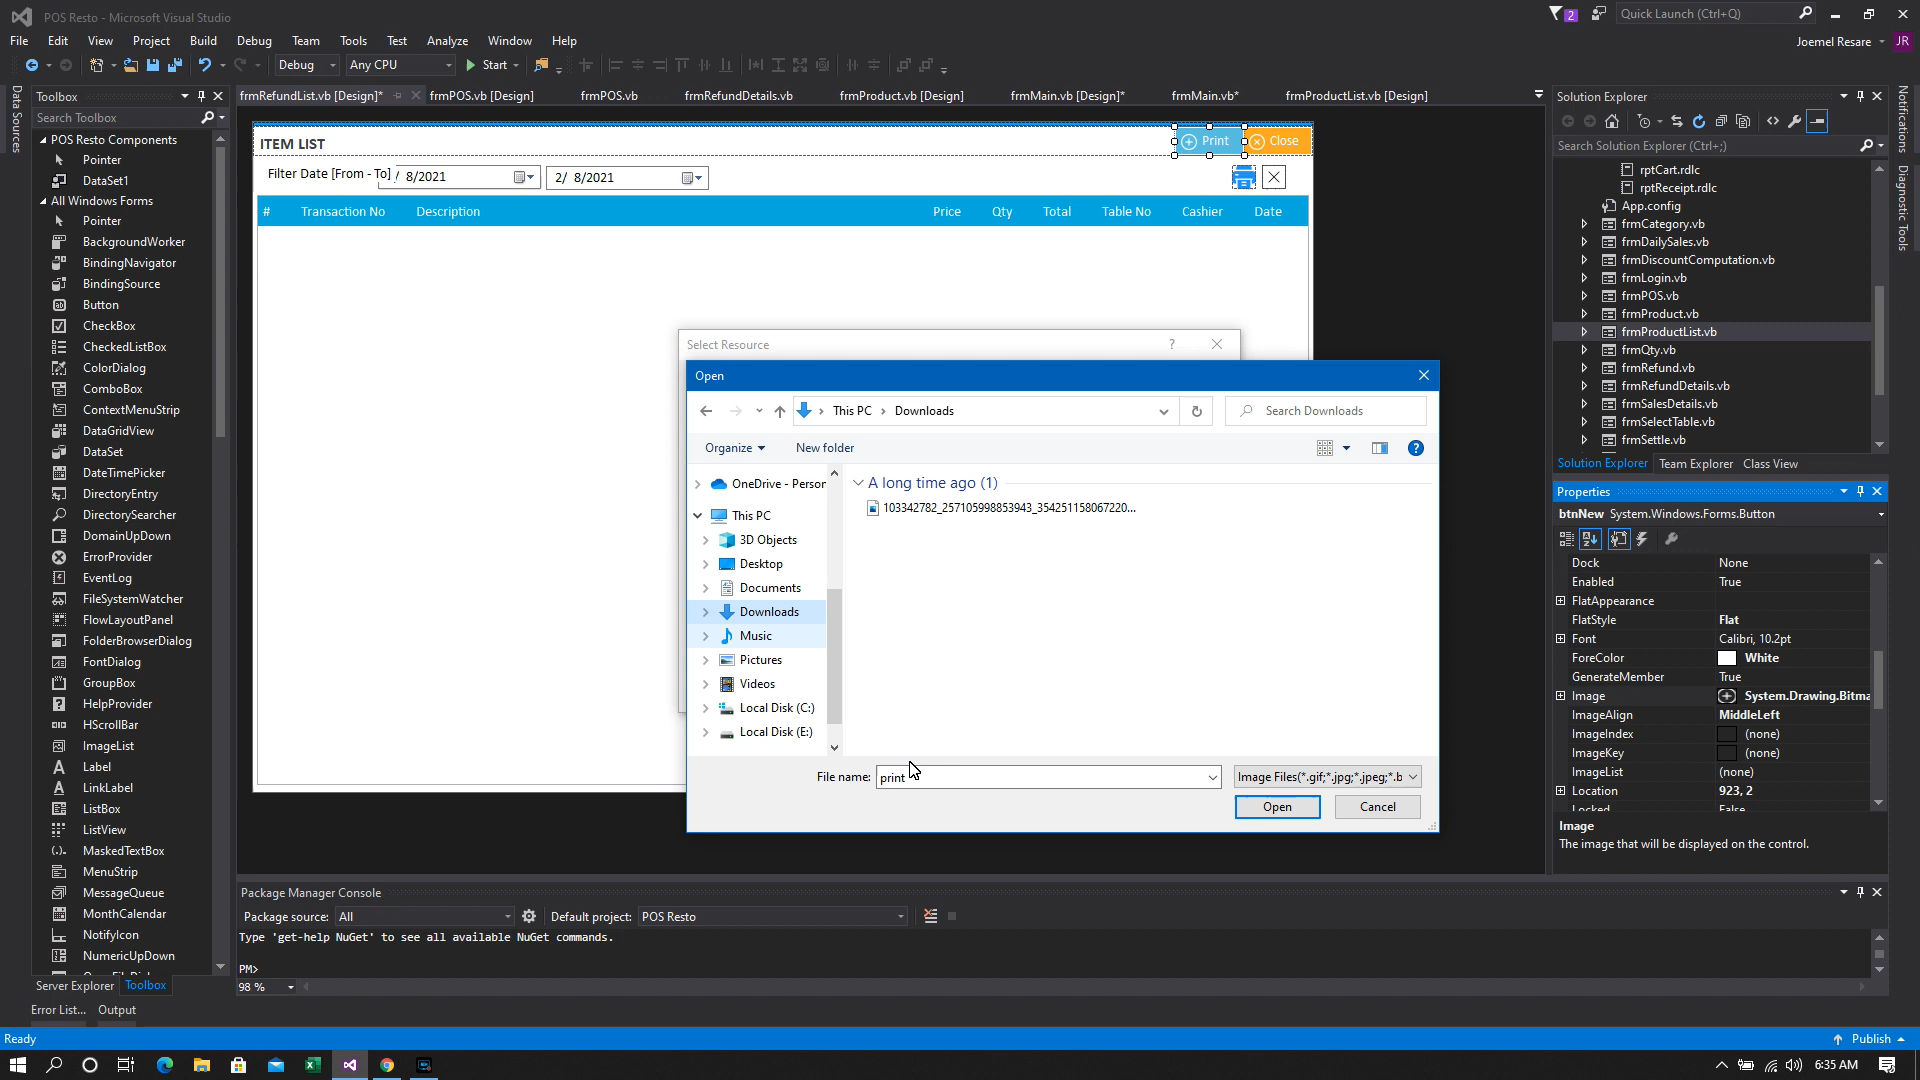 POS Resto - Microsoft Visual Studio
2
Quick Launch (Ctrl+Q)
File Edit View Project Build Debug Team Tools Test Analyze Window Help
Joemel Resare JR
Debug Any CPU Start
Data Sources
Toolbox
Search Toolbox
POS Resto Components
Pointer
DataSet1
All Windows Forms
Pointer
BackgroundWorker
BindingNavigator
BindingSource
Button
CheckBox
CheckedListBox
ColorDialog
ComboBox
ContextMenuStrip
DataGridView
DataSet
DateTimePicker
DirectoryEntry
DirectorySearcher
DomainUpDown
ErrorProvider
EventLog
FileSystemWatcher
FlowLayoutPanel
FolderBrowserDialog
FontDialog
GroupBox
HelpProvider
HScrollBar
ImageList
Label
LinkLabel
ListBox
ListView
MaskedTextBox
MenuStrip
MessageQueue
MonthCalendar
NotifyIcon
NumericUpDown
Server Explorer Toolbox
Error List... Output
frmRefundList.vb [Design]* frmPOS.vb [Design] frmPOS.vb frmRefundDetails.vb frmProduct.vb [Design] frmMain.vb [Design]* frmMain.vb* frmProductList.vb [Design]
ITEM LIST
Print
Close
Filter Date [From - To] / 8/2021 2/ 8/2021
# Transaction No Description Price Qty Total Table No Cashier Date
Select Resource
?
Open
This PC › Downloads
Search Downloads
Organize New folder
OneDrive - Person
This PC
3D Objects
Desktop
Documents
Downloads
Music
Pictures
Videos
Local Disk (C:)
Local Disk (E:)
A long time ago (1)
103342782_257105998853943_354251158067220...
File name: print
Image Files(*.gif;*.jpg;*.jpeg;*.b
Open Cancel
Package Manager Console
Package source: All Default project: POS Resto
Type 'get-help NuGet' to see all available NuGet commands.
PM>
98 %
Solution Explorer
Search Solution Explorer (Ctrl+;)
rptCart.rdlc
rptReceipt.rdlc
App.config
frmCategory.vb
frmDailySales.vb
frmDiscountComputation.vb
frmLogin.vb
frmPOS.vb
frmProduct.vb
frmProductList.vb
frmQty.vb
frmRefund.vb
frmRefundDetails.vb
frmSalesDetails.vb
frmSelectTable.vb
frmSettle.vb
Solution Explorer Team Explorer Class View
Properties
btnNew System.Windows.Forms.Button
Dock None
Enabled True
FlatAppearance
FlatStyle Flat
Font Calibri, 10.2pt
ForeColor White
GenerateMember True
Image System.Drawing.Bitma
ImageAlign MiddleLeft
ImageIndex (none)
ImageKey (none)
ImageList (none)
Location 923, 2
Locked False
Image
The image that will be displayed on the control.
Notifications
Diagnostic Tools
Ready
Publish
6:35 AM